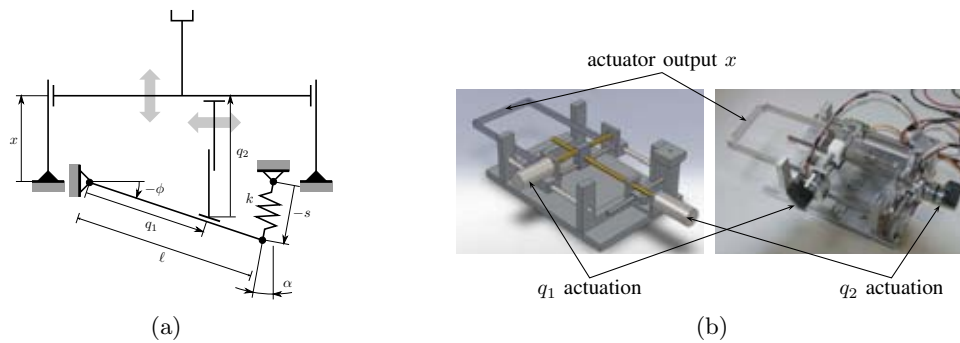 x
−ϕ
q1
ℓ
q2
k
−s
α
(a)
actuator output x
q1 actuation
q2 actuation
(b)